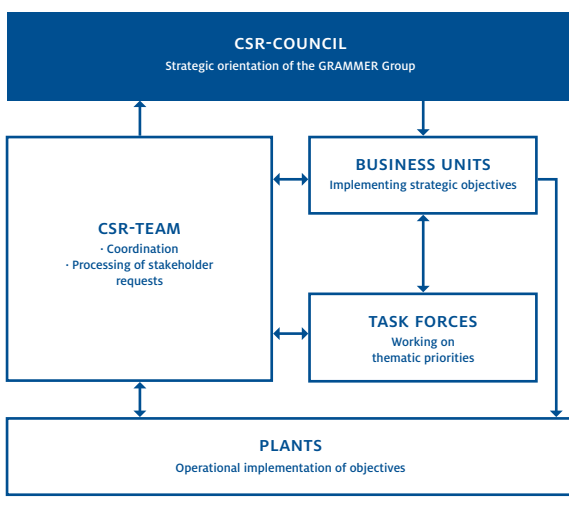 CSR-COUNCIL
Strategic orientation of the GRAMMER Group
BUSINESS UNITS
Implementing strategic objectives
CSR-TEAM
· Coordination
· Processing of stakeholder
requests
TASK FORCES
Working on
thematic priorities
PLANTS
Operational implementation of objectives